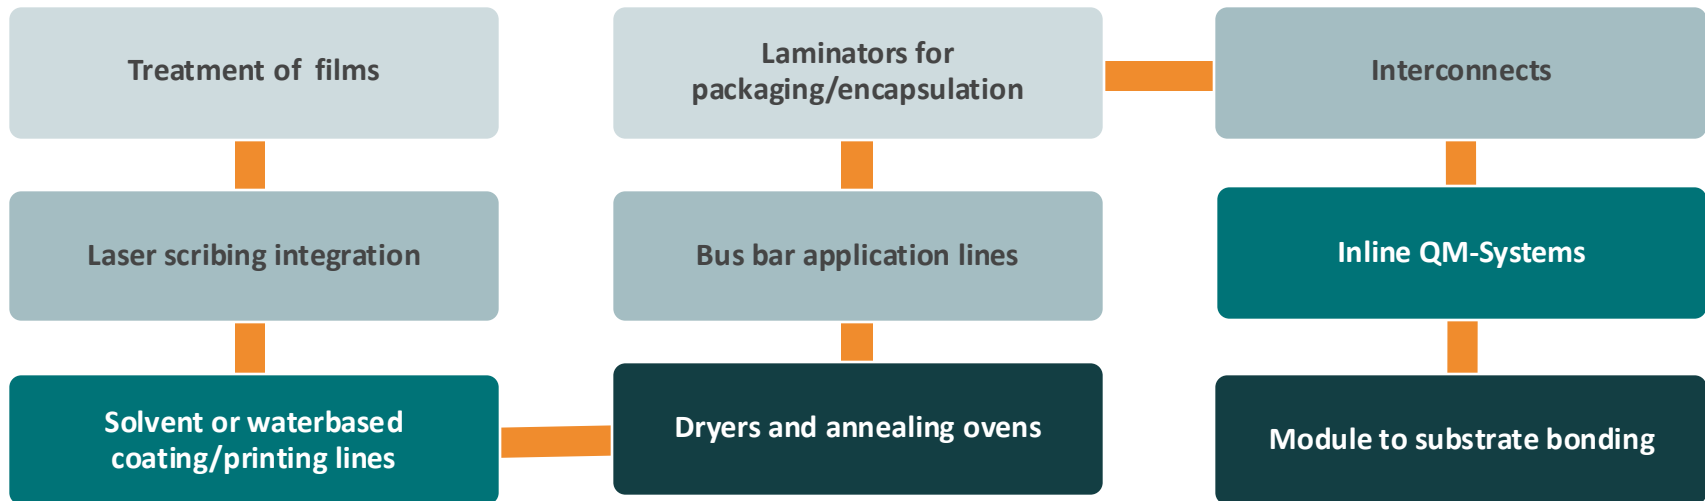 Treatment of films
Laser scribing integration
Solvent or waterbased
coating/printing lines
Dryers and annealing ovens
Bus bar application lines
Laminators for
packaging/encapsulation
Interconnects
Inline QM-Systems
Module to substrate bonding